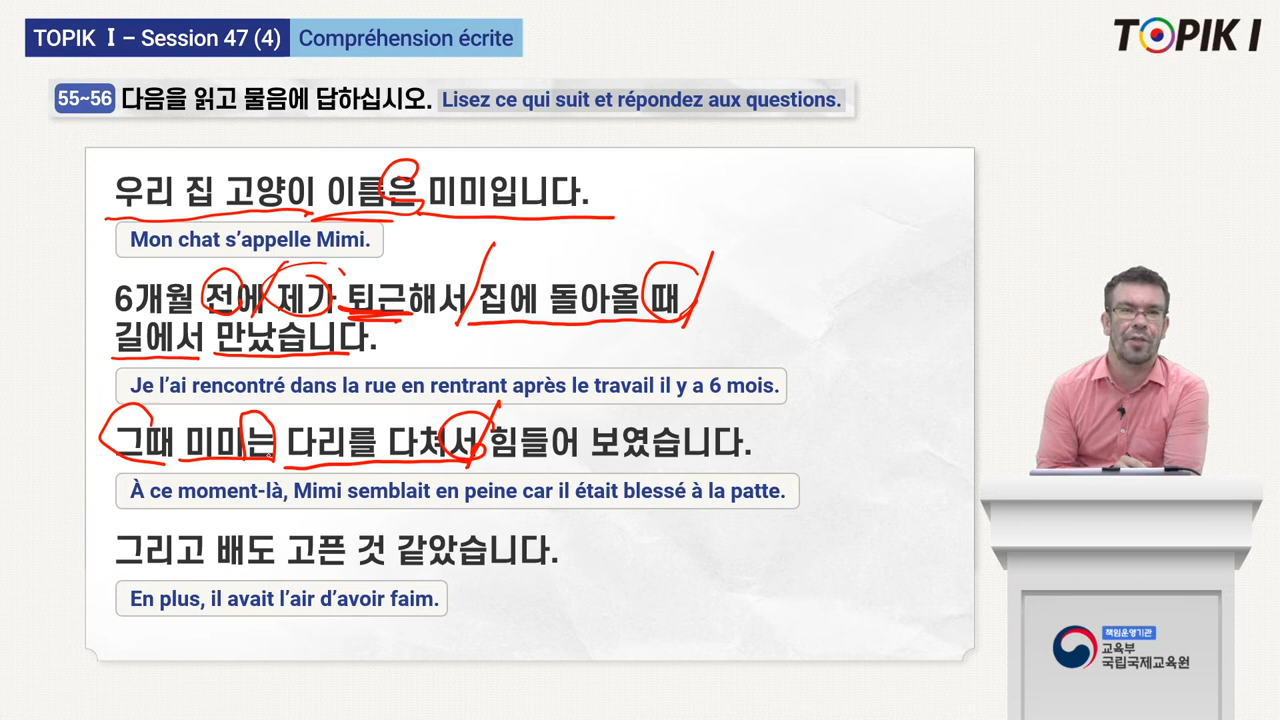 TOPIK Ⅰ – Session 47 (4) Compréhension écrite
TOPIK I
55~56 다음을 읽고 물음에 답하십시오. Lisez ce qui suit et répondez aux questions.
우리 집 고양이 이름은 미미입니다.
Mon chat s’appelle Mimi.
6개월 전에 제가 퇴근해서 집에 돌아올 때
길에서 만났습니다.
Je l’ai rencontré dans la rue en rentrant après le travail il y a 6 mois.
그때 미미는 다리를 다쳐서 힘들어 보였습니다.
À ce moment-là, Mimi semblait en peine car il était blessé à la patte.
그리고 배도 고픈 것 같았습니다.
En plus, il avait l’air d’avoir faim.
책임운영기관
교육부
국립국제교육원